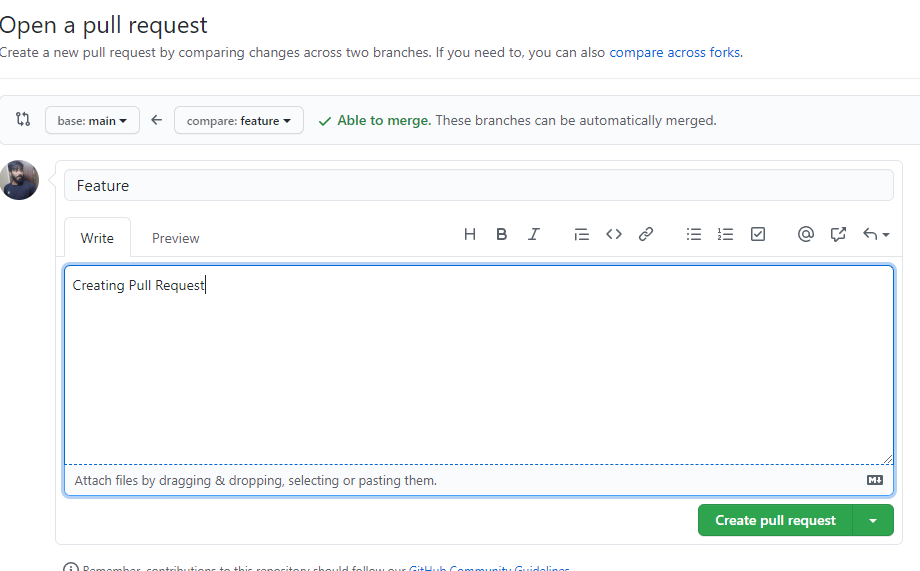 Open a pull request
Create a new pull request by comparing changes across two branches. If you need to, you can also compare across forks.
base: main
compare: feature
Able to merge. These branches can be automatically merged.
Feature
Write
Preview
H B I
@
Creating Pull Request
Attach files by dragging & dropping, selecting or pasting them.
Create pull request
Remember, contributions to this repository should follow our GitHub Community Guidelines.